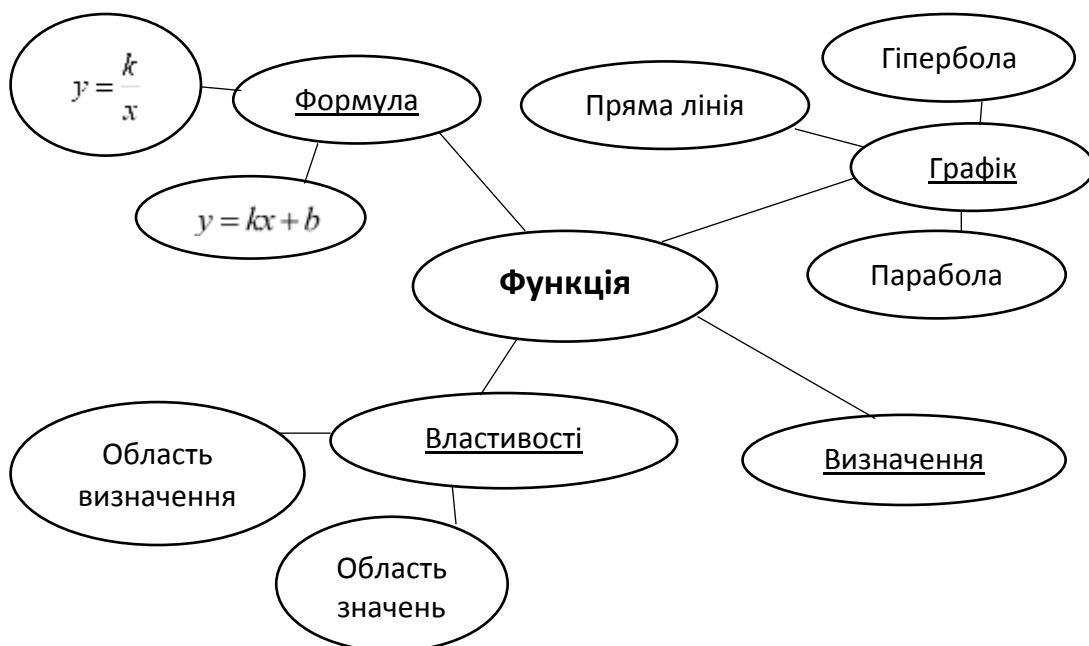 y = k/x
Формула
y = kx + b
Гіпербола
Пряма лінія
Графік
Парабола
Функція
Властивості
Область
визначення
Область
значень
Визначення